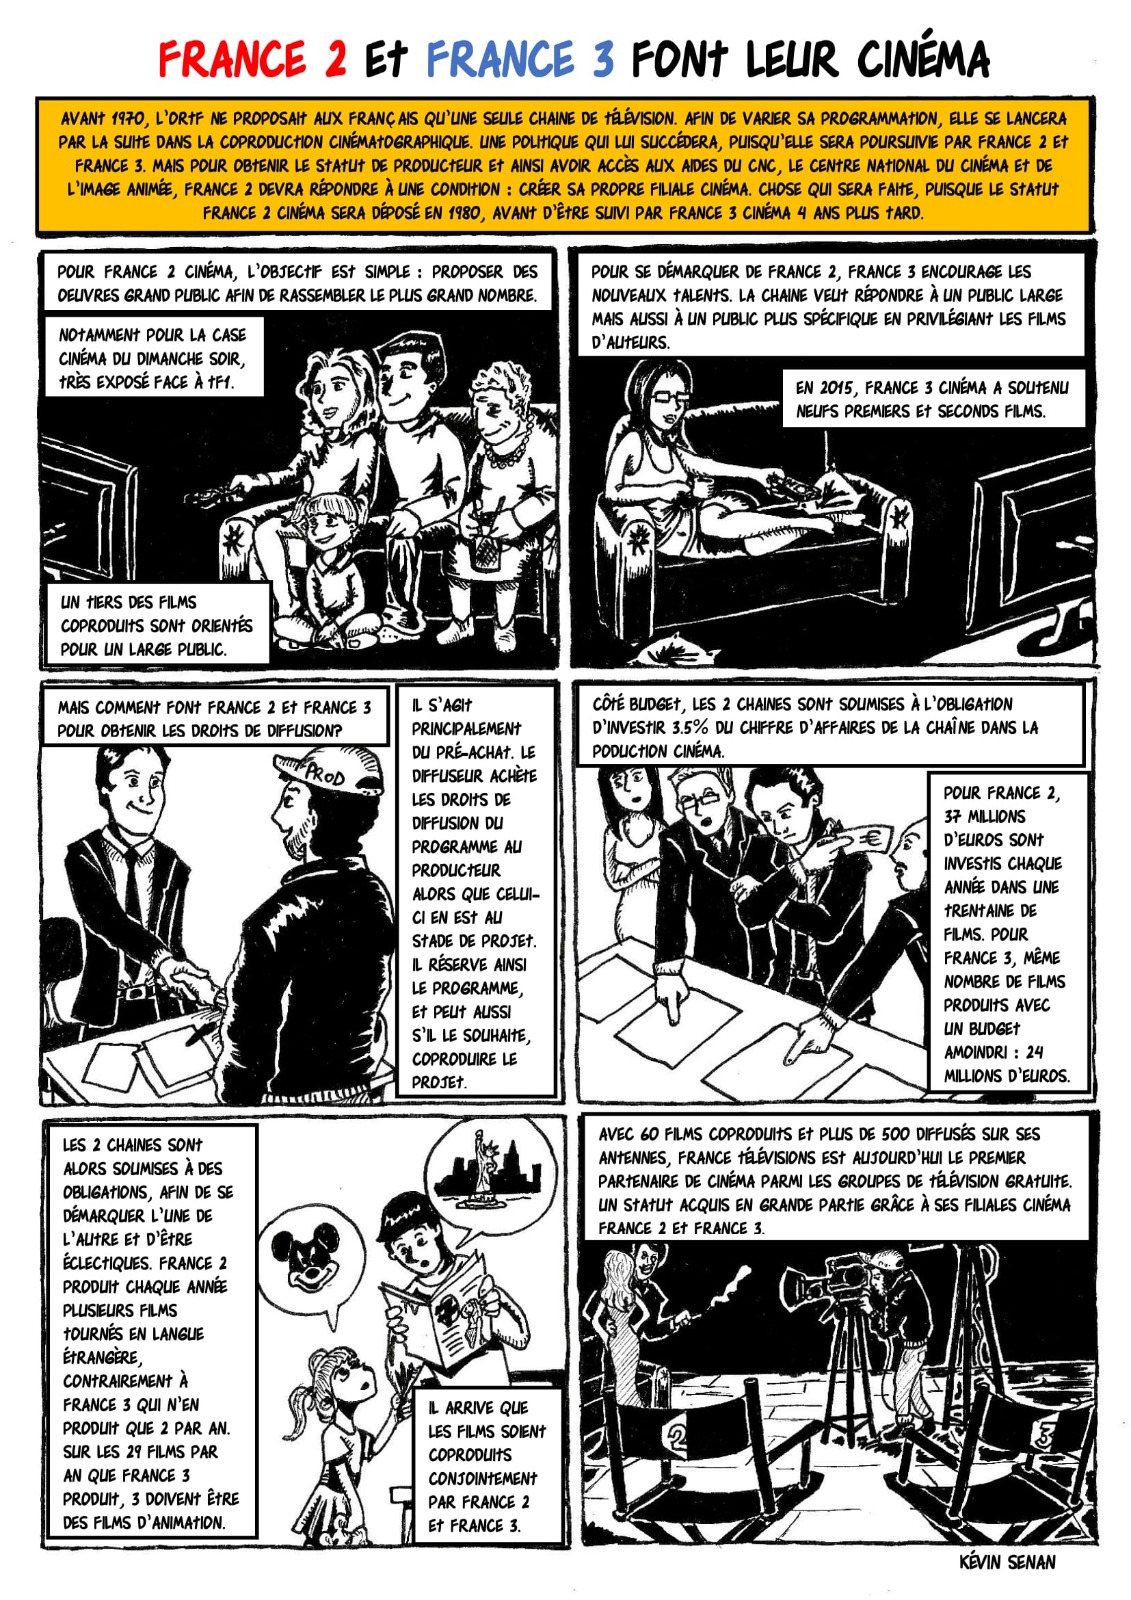 FRANCE 2 ET FRANCE 3 FONT LEUR CINÉMA
AVANT 1970, L'ORTF NE PROPOSAIT AUX FRANÇAIS QU'UNE SEULE CHAINE DE TÉLÉVISION. AFIN DE VARIER SA PROGRAMMATION, ELLE SE LANCERA
PAR LA SUITE DANS LA COPRODUCTION CINÉMATOGRAPHIQUE. UNE POLITIQUE QUI LUI SUCCÉDERA, PUISQU'ELLE SERA POURSUIVIE PAR FRANCE 2 ET
FRANCE 3. MAIS POUR OBTENIR LE STATUT DE PRODUCTEUR ET AINSI AVOIR ACCÈS AUX AIDES DU CNC, LE CENTRE NATIONAL DU CINÉMA ET DE
L'IMAGE ANIMÉE, FRANCE 2 DEVRA RÉPONDRE À UNE CONDITION : CRÉER SA PROPRE FILIALE CINÉMA. CHOSE QUI SERA FAITE, PUISQUE LE STATUT
FRANCE 2 CINÉMA SERA DÉPOSÉ EN 1980, AVANT D'ÊTRE SUIVI PAR FRANCE 3 CINÉMA 4 ANS PLUS TARD.
POUR FRANCE 2 CINÉMA, L'OBJECTIF EST SIMPLE : PROPOSER DES
OEUVRES GRAND PUBLIC AFIN DE RASSEMBLER LE PLUS GRAND NOMBRE.
NOTAMMENT POUR LA CASE
CINÉMA DU DIMANCHE SOIR,
TRÈS EXPOSÉ FACE À TF1.
UN TIERS DES FILMS
COPRODUITS SONT ORIENTÉS
POUR UN LARGE PUBLIC.
POUR SE DÉMARQUER DE FRANCE 2, FRANCE 3 ENCOURAGE LES
NOUVEAUX TALENTS. LA CHAINE VEUT RÉPONDRE À UN PUBLIC LARGE
MAIS AUSSI À UN PUBLIC PLUS SPÉCIFIQUE EN PRIVILÉGIANT LES FILMS
D'AUTEURS.
EN 2015, FRANCE 3 CINÉMA A SOUTENU
NEUFS PREMIERS ET SECONDS FILMS.
MAIS COMMENT FONT FRANCE 2 ET FRANCE 3
POUR OBTENIR LES DROITS DE DIFFUSION?
PROD
IL S'AGIT
PRINCIPALEMENT
DU PRÉ-ACHAT. LE
DIFFUSEUR ACHÈTE
LES DROITS DE
DIFFUSION DU
PROGRAMME AU
PRODUCTEUR
ALORS QUE CELUI-
CI EN EST AU
STADE DE PROJET.
IL RÉSERVE AINSI
LE PROGRAMME,
ET PEUT AUSSI
S'IL LE SOUHAITE,
COPRODUIRE LE
PROJET.
CÔTÉ BUDGET, LES 2 CHAINES SONT SOUMISES À L'OBLIGATION
D'INVESTIR 3.5% DU CHIFFRE D'AFFAIRES DE LA CHAÎNE DANS LA
PODUCTION CINÉMA.
€
POUR FRANCE 2,
37 MILLIONS
D'EUROS SONT
INVESTIS CHAQUE
ANNÉE DANS UNE
TRENTAINE DE
FILMS. POUR
FRANCE 3, MÊME
NOMBRE DE FILMS
PRODUITS AVEC
UN BUDGET
AMOINDRI : 24
MILLIONS D'EUROS.
LES 2 CHAINES SONT
ALORS SOUMISES À DES
OBLIGATIONS, AFIN DE SE
DÉMARQUER L'UNE DE
L'AUTRE ET D'ÊTRE
ÉCLECTIQUES. FRANCE 2
PRODUIT CHAQUE ANNÉE
PLUSIEURS FILMS
TOURNÉS EN LANGUE
ÉTRANGÈRE,
CONTRAIREMENT À
FRANCE 3 QUI N'EN
PRODUIT QUE 2 PAR AN.
SUR LES 29 FILMS PAR
AN QUE FRANCE 3
PRODUIT, 3 DOIVENT ÊTRE
DES FILMS D'ANIMATION.
IL ARRIVE QUE
LES FILMS SOIENT
COPRODUITS
CONJOINTEMENT
PAR FRANCE 2
ET FRANCE 3.
AVEC 60 FILMS COPRODUITS ET PLUS DE 500 DIFFUSÉS SUR SES
ANTENNES, FRANCE TÉLÉVISIONS EST AUJOURD'HUI LE PREMIER
PARTENAIRE DE CINÉMA PARMI LES GROUPES DE TÉLÉVISION GRATUITE.
UN STATUT ACQUIS EN GRANDE PARTIE GRÂCE À SES FILIALES CINÉMA
FRANCE 2 ET FRANCE 3.
2
3
KÉVIN SENAN